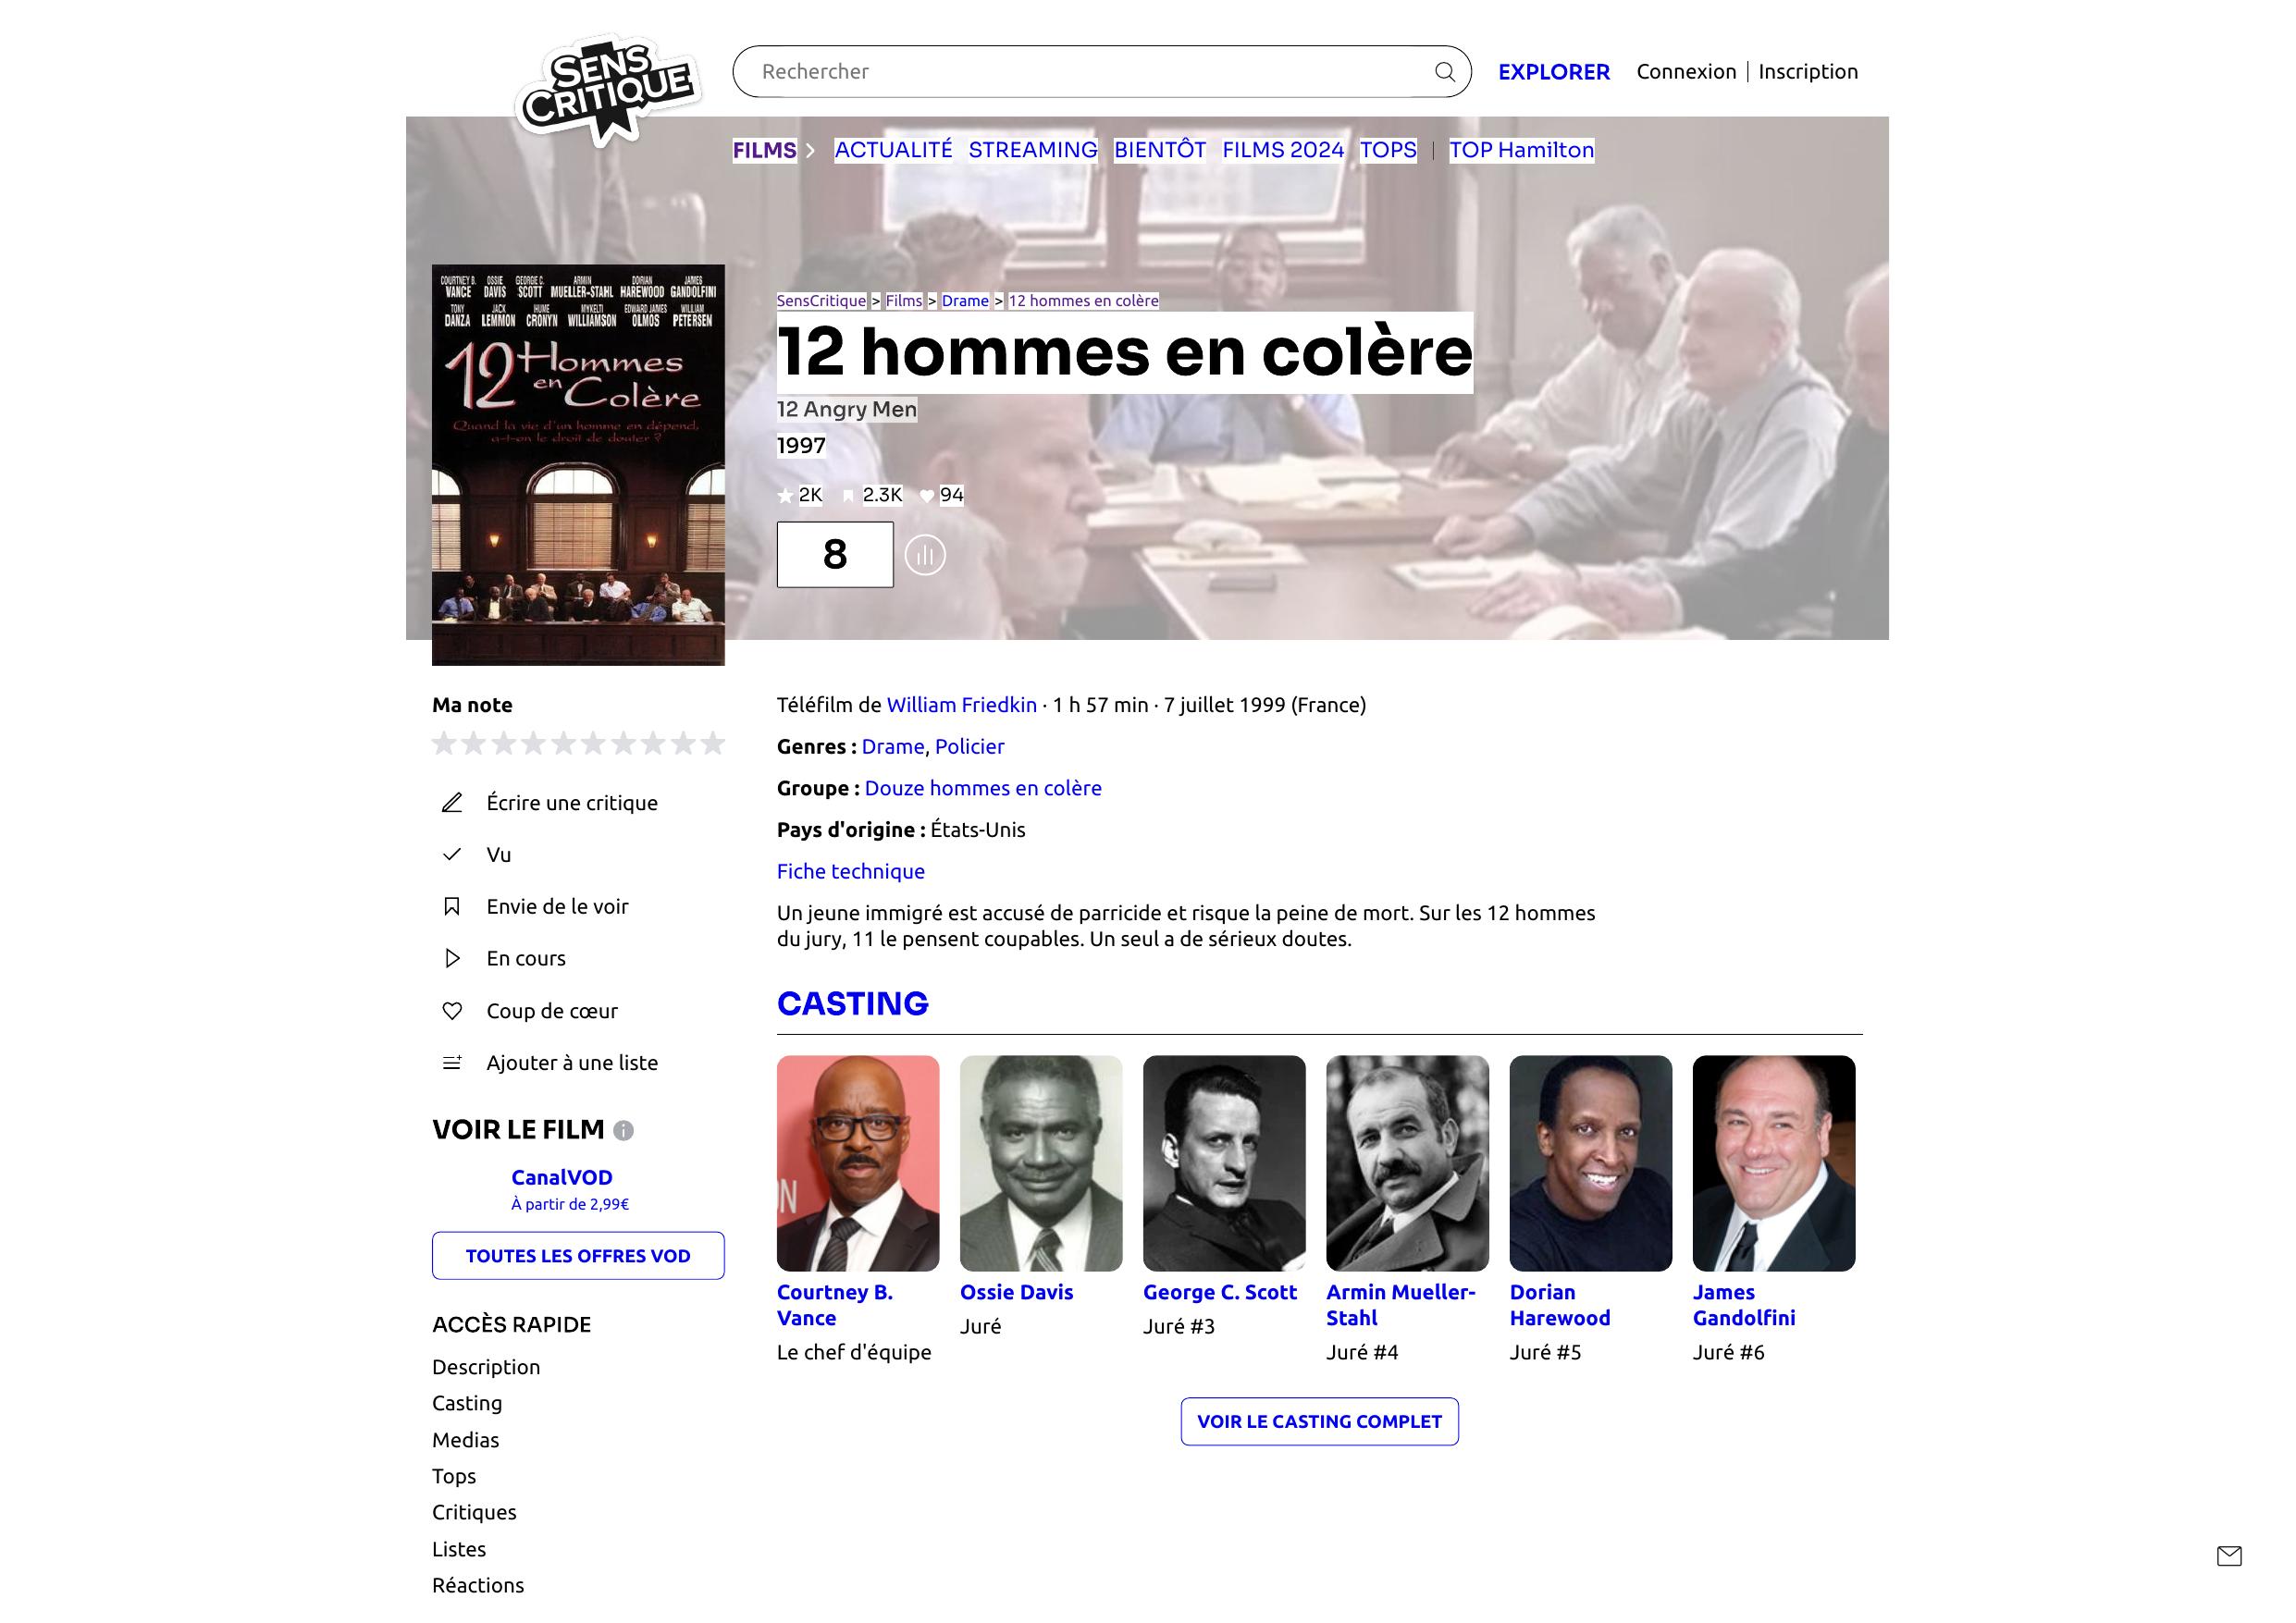 SENS
CRITIQUE
Rechercher
EXPLORER
Connexion
Inscription
FILMS
ACTUALITÉ
STREAMING
BIENTÔT
FILMS 2024
TOPS
TOP Hamilton
COURTNEY B. VANCE
OSSIE DAVIS
GEORGE C. SCOTT
ARMIN MUELLER-STAHL
DORIAN HAREWOOD
JAMES GANDOLFINI
TONY DANZA
JACK LEMMON
HUME CRONYN
MYKELTI WILLIAMSON
EDWARD JAMES OLMOS
WILLIAM PETERSEN
12 Hommes
en Colère
Quand la vie d'un homme en dépend,
a-t-on le droit de douter ?
SensCritique > Films > Drame > 12 hommes en colère
12 hommes en colère
12 Angry Men
1997
2K 2.3K 94
8
Ma note
Écrire une critique
Vu
Envie de le voir
En cours
Coup de cœur
Ajouter à une liste
VOIR LE FILM
CanalVOD
À partir de 2,99€
TOUTES LES OFFRES VOD
ACCÈS RAPIDE
Description
Casting
Medias
Tops
Critiques
Listes
Réactions
Téléfilm de William Friedkin · 1 h 57 min · 7 juillet 1999 (France)
Genres : Drame, Policier
Groupe : Douze hommes en colère
Pays d'origine : États-Unis
Fiche technique
Un jeune immigré est accusé de parricide et risque la peine de mort. Sur les 12 hommes
du jury, 11 le pensent coupables. Un seul a de sérieux doutes.
CASTING
ON
Courtney B.
Vance
Le chef d'équipe
Ossie Davis
Juré
George C. Scott
Juré #3
Armin Mueller-
Stahl
Juré #4
Dorian
Harewood
Juré #5
James
Gandolfini
Juré #6
VOIR LE CASTING COMPLET